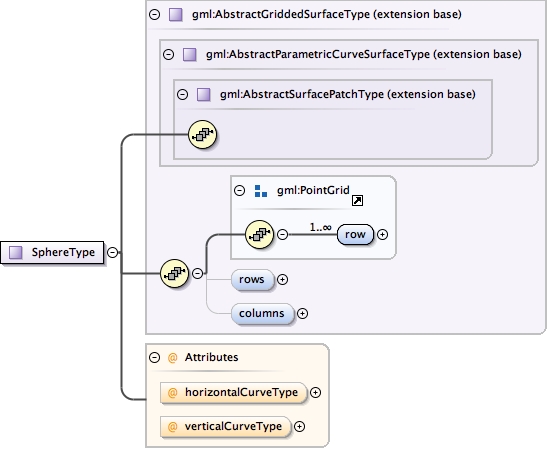 gml:AbstractGriddedSurfaceType (extension base)
gml:AbstractParametricCurveSurfaceType (extension base)
gml:AbstractSurfacePatchType (extension base)
gml:PointGrid
1..∞
row
SphereType
rows
columns
@ Attributes
@ horizontalCurveType
@ verticalCurveType